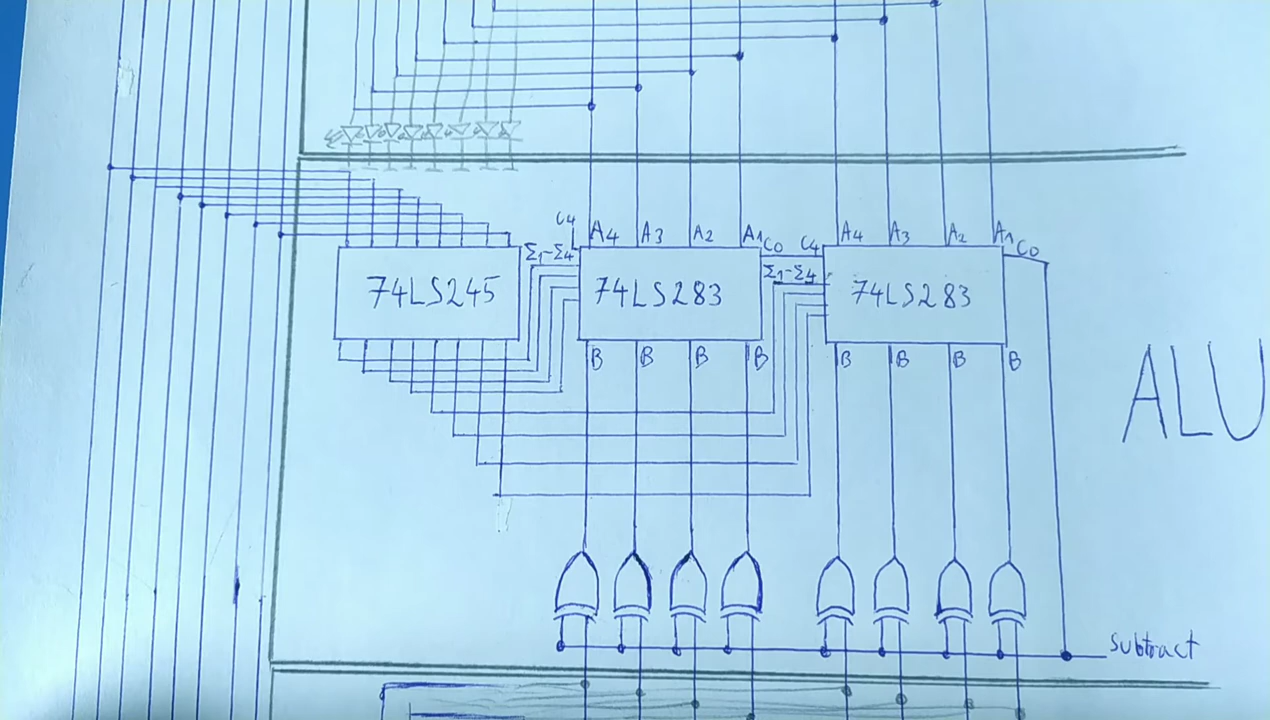 C4 A4 A3 A2 A1 C0 C4 A4 A3 A2 A1 C0
Σ1-Σ4 Σ1-Σ4
74LS245 74LS283 74LS283
B B B B B B B B
ALU
subtract